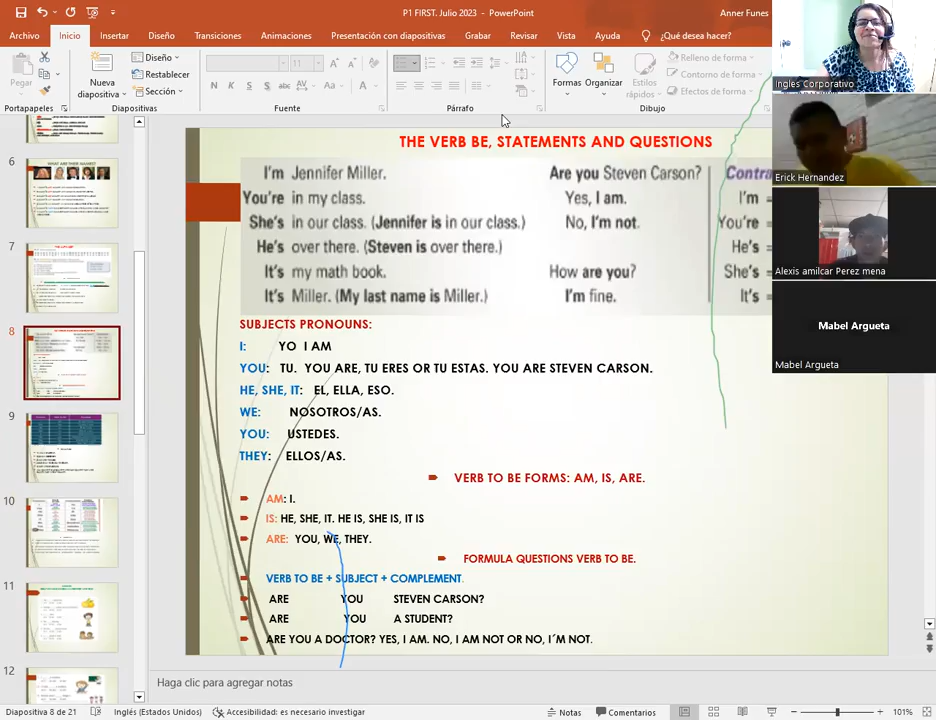 P1 FIRST. Julio 2023 - PowerPoint
Anner Funes
Archivo Inicio Insertar Diseño Transiciones Animaciones Presentación con diapositivas Grabar Revisar Vista Ayuda ¿Qué desea hacer?
Pegar
Nueva diapositiva
Diseño
Restablecer
Sección
11
N K S S abc AV Aa A
Formas Organizar Estilos rápidos
Relleno de forma
Contorno de forma
Efectos de forma
Portapapeles Diapositivas Fuente Párrafo Dibujo
Ingles Corporativo
Erick Hernandez
Alexis amilcar Perez mena
Mabel Argueta
Mabel Argueta
6
7
8
9
10
11
12
THE VERB BE, STATEMENTS AND QUESTIONS
I'm Jennifer Miller. Are you Steven Carson? Contra
You're in my class. Yes, I am. I'm =
She's in our class. (Jennifer is in our class.) No, I'm not. You're =
He's over there. (Steven is over there.) He's =
It's my math book. How are you? She's =
It's Miller. (My last name is Miller.) I'm fine. It's =
SUBJECTS PRONOUNS:
I: YO I AM
YOU: TU. YOU ARE, TU ERES OR TU ESTAS. YOU ARE STEVEN CARSON.
HE, SHE, IT: EL, ELLA, ESO.
WE: NOSOTROS/AS.
YOU: USTEDES.
THEY: ELLOS/AS.
VERB TO BE FORMS: AM, IS, ARE.
AM: I.
IS: HE, SHE, IT. HE IS, SHE IS, IT IS
ARE: YOU, WE, THEY.
FORMULA QUESTIONS VERB TO BE.
VERB TO BE + SUBJECT + COMPLEMENT.
ARE YOU STEVEN CARSON?
ARE YOU A STUDENT?
ARE YOU A DOCTOR? YES, I AM. NO, I AM NOT OR NO, I´M NOT.
Haga clic para agregar notas
Diapositiva 8 de 21 Inglés (Estados Unidos) Accesibilidad: es necesario investigar Notas Comentarios 101%